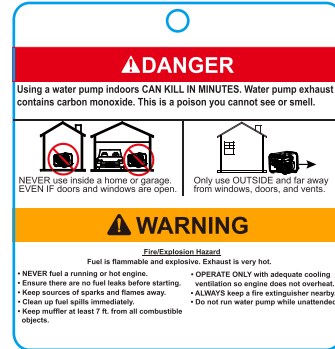 DANGER
Using a water pump indoors CAN KILL IN MINUTES. Water pump exhaust
contains carbon monoxide. This is a poison you cannot see or smell.
NEVER use inside a home or garage.
EVEN IF doors and windows are open.
Only use OUTSIDE and far away
from windows, doors, and vents.
WARNING
Fire/Explosion Hazard
Fuel is flammable and explosive. Exhaust is very hot.
• NEVER fuel a running or hot engine.
• Ensure there are no fuel leaks before starting.
• Keep sources of sparks and flames away.
• Clean up fuel spills immediately.
• Keep muffler at least 7 ft. from all combustible
objects.
• OPERATE ONLY with adequate cooling
ventilation so engine does not overheat.
• ALWAYS keep a fire extinguisher nearby.
• Do not run water pump while unattended.